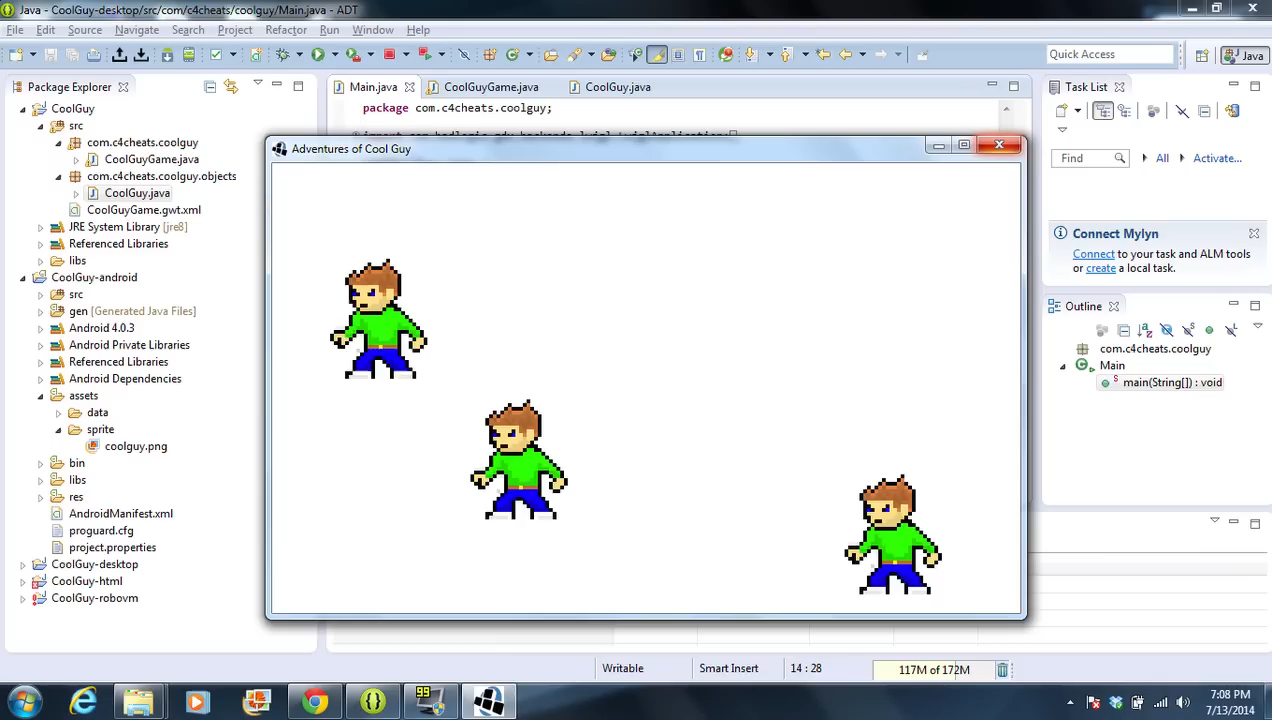 Java - CoolGuy-desktop/src/com/c4cheats/coolguy/Main.java - ADT
File Edit Source Refactor Navigate Search Project Refactor Run Window Help
Quick Access
Java
Package Explorer
CoolGuy
src
com.c4cheats.coolguy
CoolGuyGame.java
com.c4cheats.coolguy.objects
CoolGuy.java
CoolGuyGame.gwt.xml
JRE System Library [jre8]
Referenced Libraries
libs
CoolGuy-android
src
gen [Generated Java Files]
Android 4.0.3
Android Private Libraries
Referenced Libraries
Android Dependencies
assets
data
sprite
coolguy.png
bin
libs
res
AndroidManifest.xml
proguard.cfg
project.properties
CoolGuy-desktop
CoolGuy-html
CoolGuy-robovm
Main.java
CoolGuyGame.java
CoolGuy.java
package com.c4cheats.coolguy;
Adventures of Cool Guy
Task List
Find
All
Activate...
Connect Mylyn
Connect to your task and ALM tools
or create a local task.
Outline
com.c4cheats.coolguy
Main
main(String[]) : void
Writable
Smart Insert
14 : 28
117M of 172M
99
7:08 PM
7/13/2014